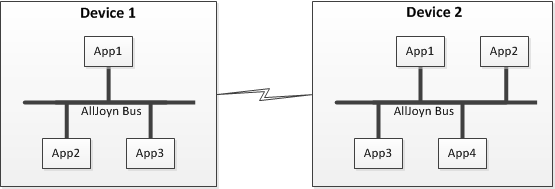 Device 1
App1
AllJoyn Bus
App2
App3
Device 2
App1
App2
AllJoyn Bus
App3
App4